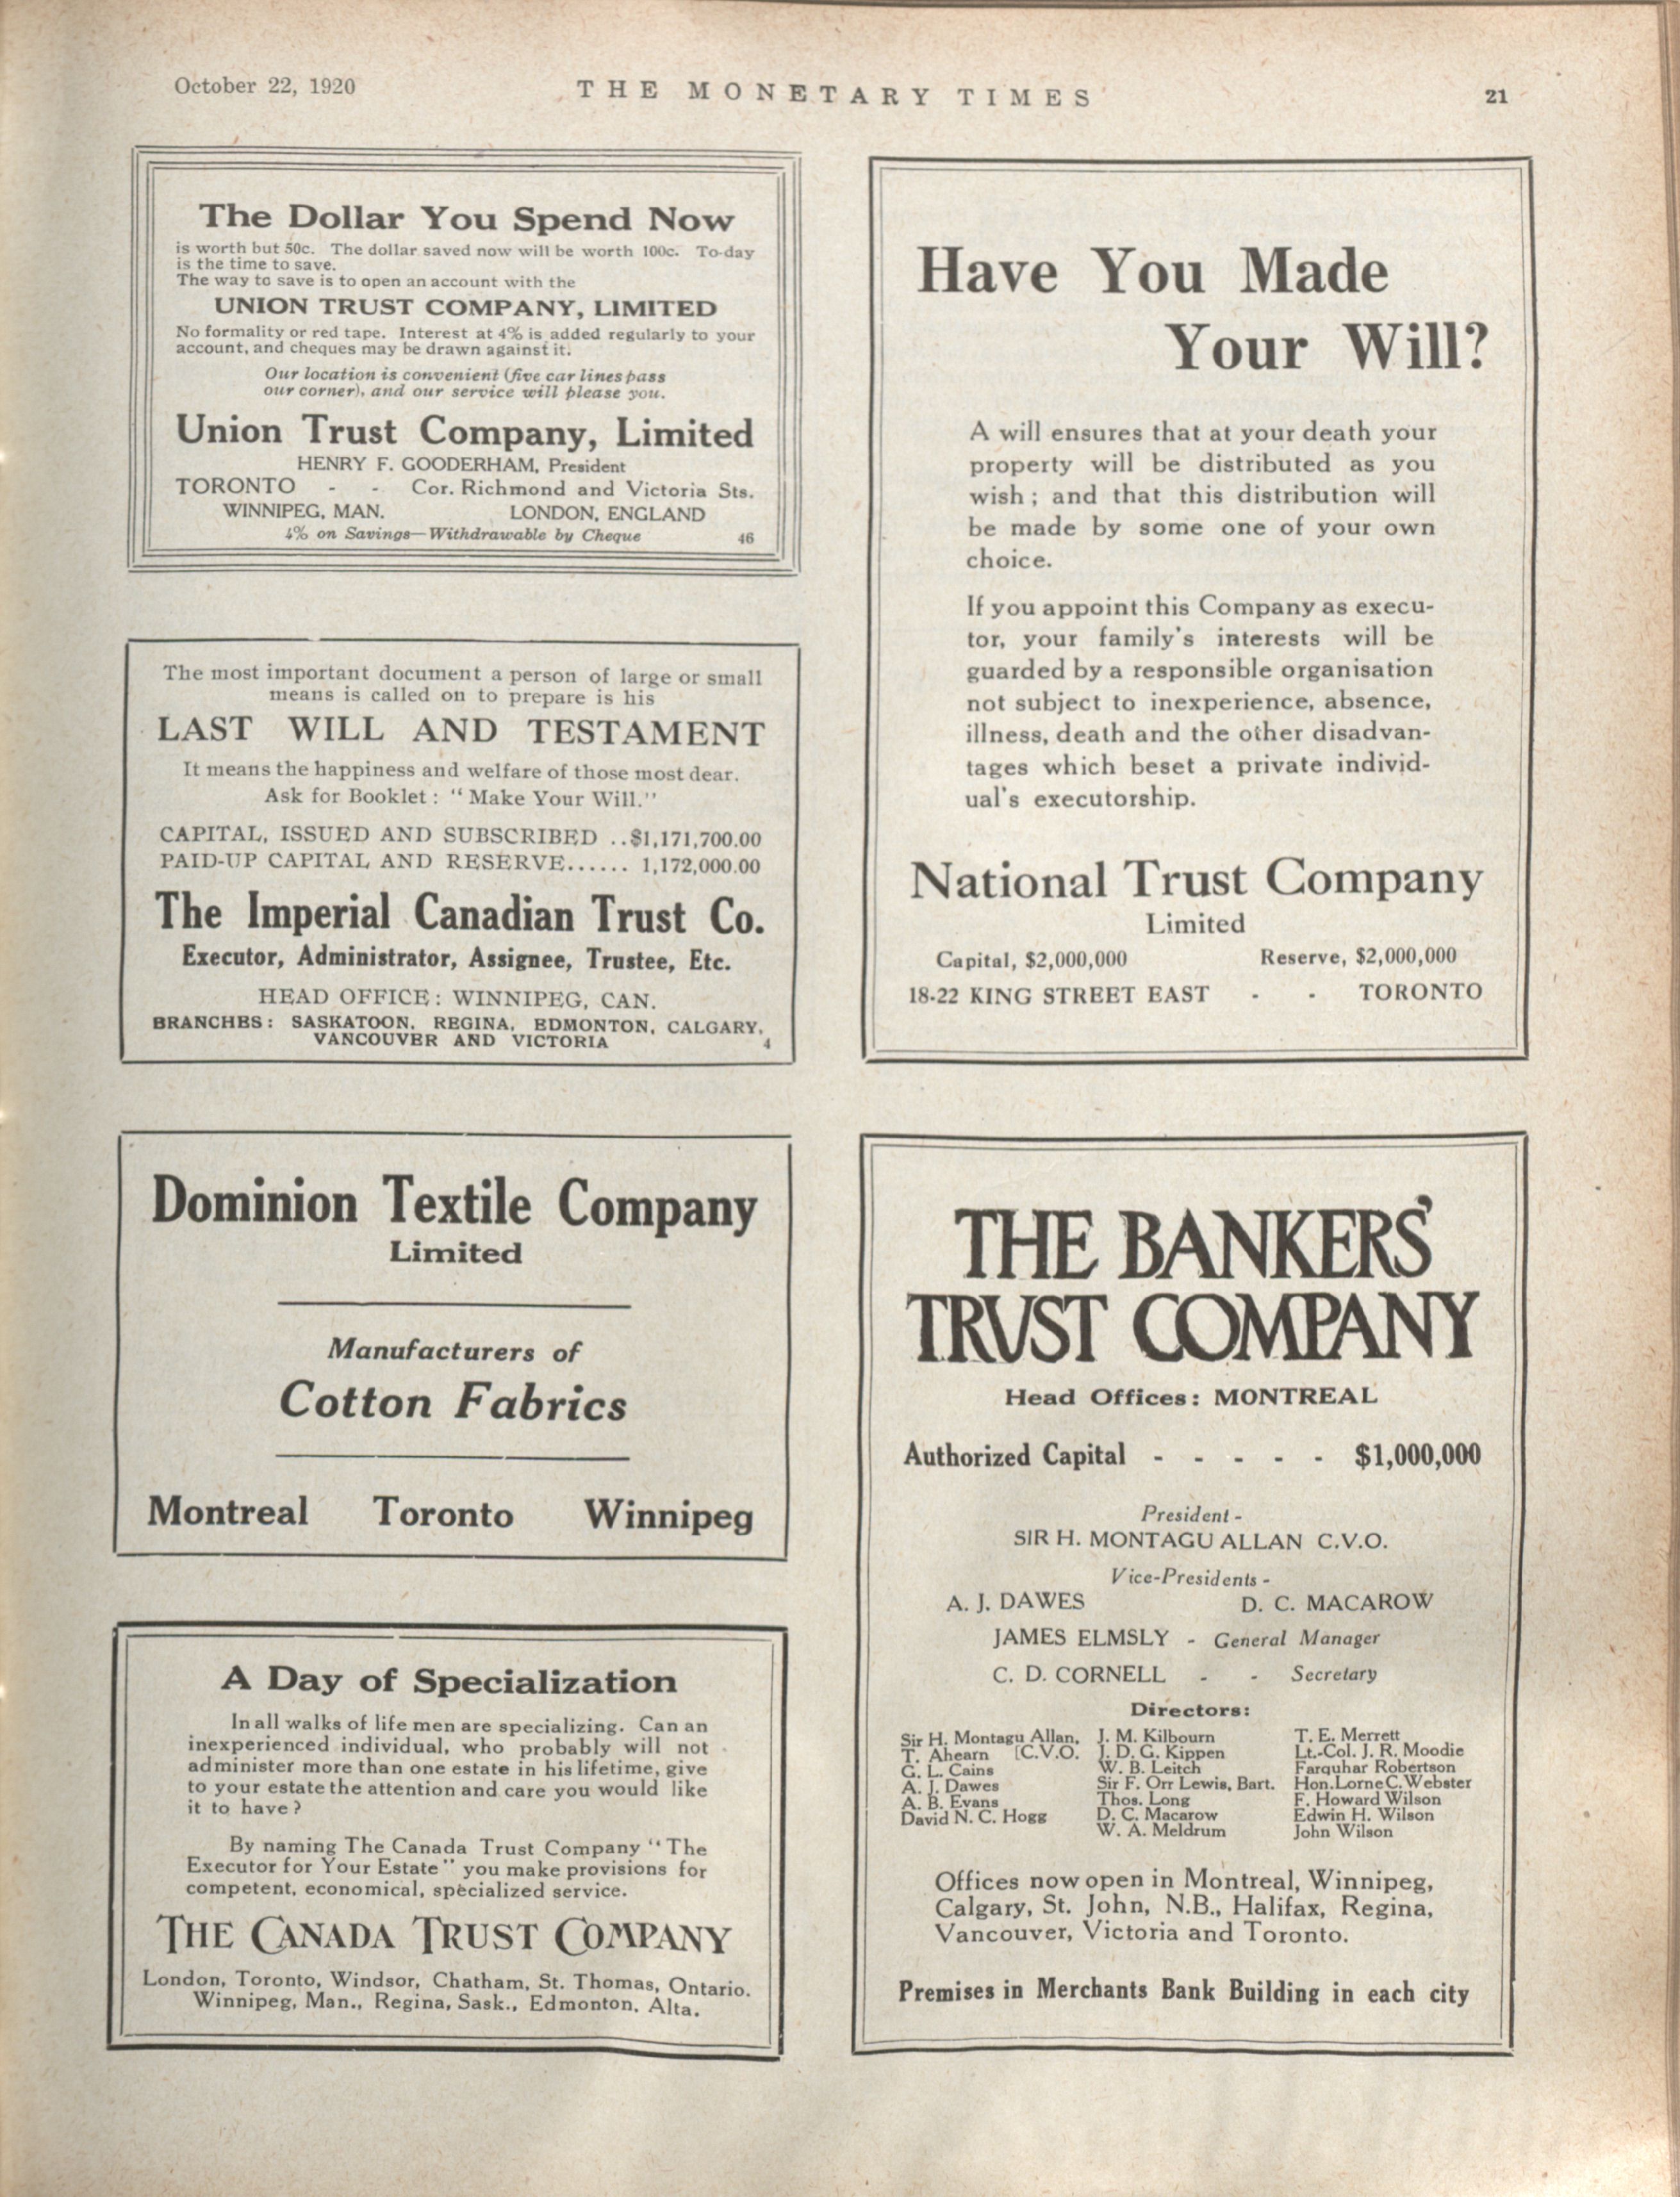 October 22, 1920
THE MONETARY TIMES
21
The Dollar You Spend Now
is worth but 50c. The dollar saved now will be worth 100c. To-day
is the time to save.
The way to save is to open an account with the
UNION TRUST COMPANY, LIMITED
No formality or red tape. Interest at 4% is added regularly to your
account, and cheques may be drawn against it.
Our location is convenient (five car lines pass
our corner), and our service will please you.
Union Trust Company, Limited
HENRY F. GOODERHAM, President
TORONTO - - Cor. Richmond and Victoria Sts.
WINNIPEG, MAN. LONDON, ENGLAND
4% on Savings—Withdrawable by Cheque 46
The most important document a person of large or small
means is called on to prepare is his
LAST WILL AND TESTAMENT
It means the happiness and welfare of those most dear.
Ask for Booklet: "Make Your Will."
CAPITAL, ISSUED AND SUBSCRIBED ..$1,171,700.00
PAID-UP CAPITAL AND RESERVE...... 1,172,000.00
The Imperial Canadian Trust Co.
Executor, Administrator, Assignee, Trustee, Etc.
HEAD OFFICE: WINNIPEG, CAN.
BRANCHES: SASKATOON, REGINA, EDMONTON, CALGARY,
VANCOUVER AND VICTORIA 4
Dominion Textile Company
Limited
Manufacturers of
Cotton Fabrics
Montreal Toronto Winnipeg
A Day of Specialization
In all walks of life men are specializing. Can an
inexperienced individual, who probably will not
administer more than one estate in his lifetime, give
to your estate the attention and care you would like
it to have?
By naming The Canada Trust Company "The
Executor for Your Estate" you make provisions for
competent, economical, specialized service.
THE CANADA TRUST COMPANY
London, Toronto, Windsor, Chatham, St. Thomas, Ontario.
Winnipeg, Man., Regina, Sask., Edmonton, Alta.
Have You Made
Your Will?
A will ensures that at your death your
property will be distributed as you
wish; and that this distribution will
be made by some one of your own
choice.
If you appoint this Company as execu-
tor, your family's interests will be
guarded by a responsible organisation
not subject to inexperience, absence,
illness, death and the other disadvan-
tages which beset a private individ-
ual's executorship.
National Trust Company
Limited
Capital, $2,000,000 Reserve, $2,000,000
18-22 KING STREET EAST - - TORONTO
THE BANKERS'
TRVST COMPANY
Head Offices: MONTREAL
Authorized Capital - - - - - $1,000,000
President -
SIR H. MONTAGU ALLAN C.V.O.
Vice-Presidents -
A. J. DAWES D. C. MACAROW
JAMES ELMSLY - General Manager
C. D. CORNELL - - Secretary
Directors:
Sir H. Montagu Allan,
T. Ahearn [C.V.O.
G. L. Cains
A. J. Dawes
A. B. Evans
David N. C. Hogg
J. M. Kilbourn
J. D. G. Kippen
W. B. Leitch
Sir F. Orr Lewis, Bart.
Thos. Long
D. C. Macarow
W. A. Meldrum
T. E. Merrett
Lt.-Col. J. R. Moodie
Farquhar Robertson
Hon. Lorne C. Webster
F. Howard Wilson
Edwin H. Wilson
John Wilson
Offices now open in Montreal, Winnipeg,
Calgary, St. John, N.B., Halifax, Regina,
Vancouver, Victoria and Toronto.
Premises in Merchants Bank Building in each city